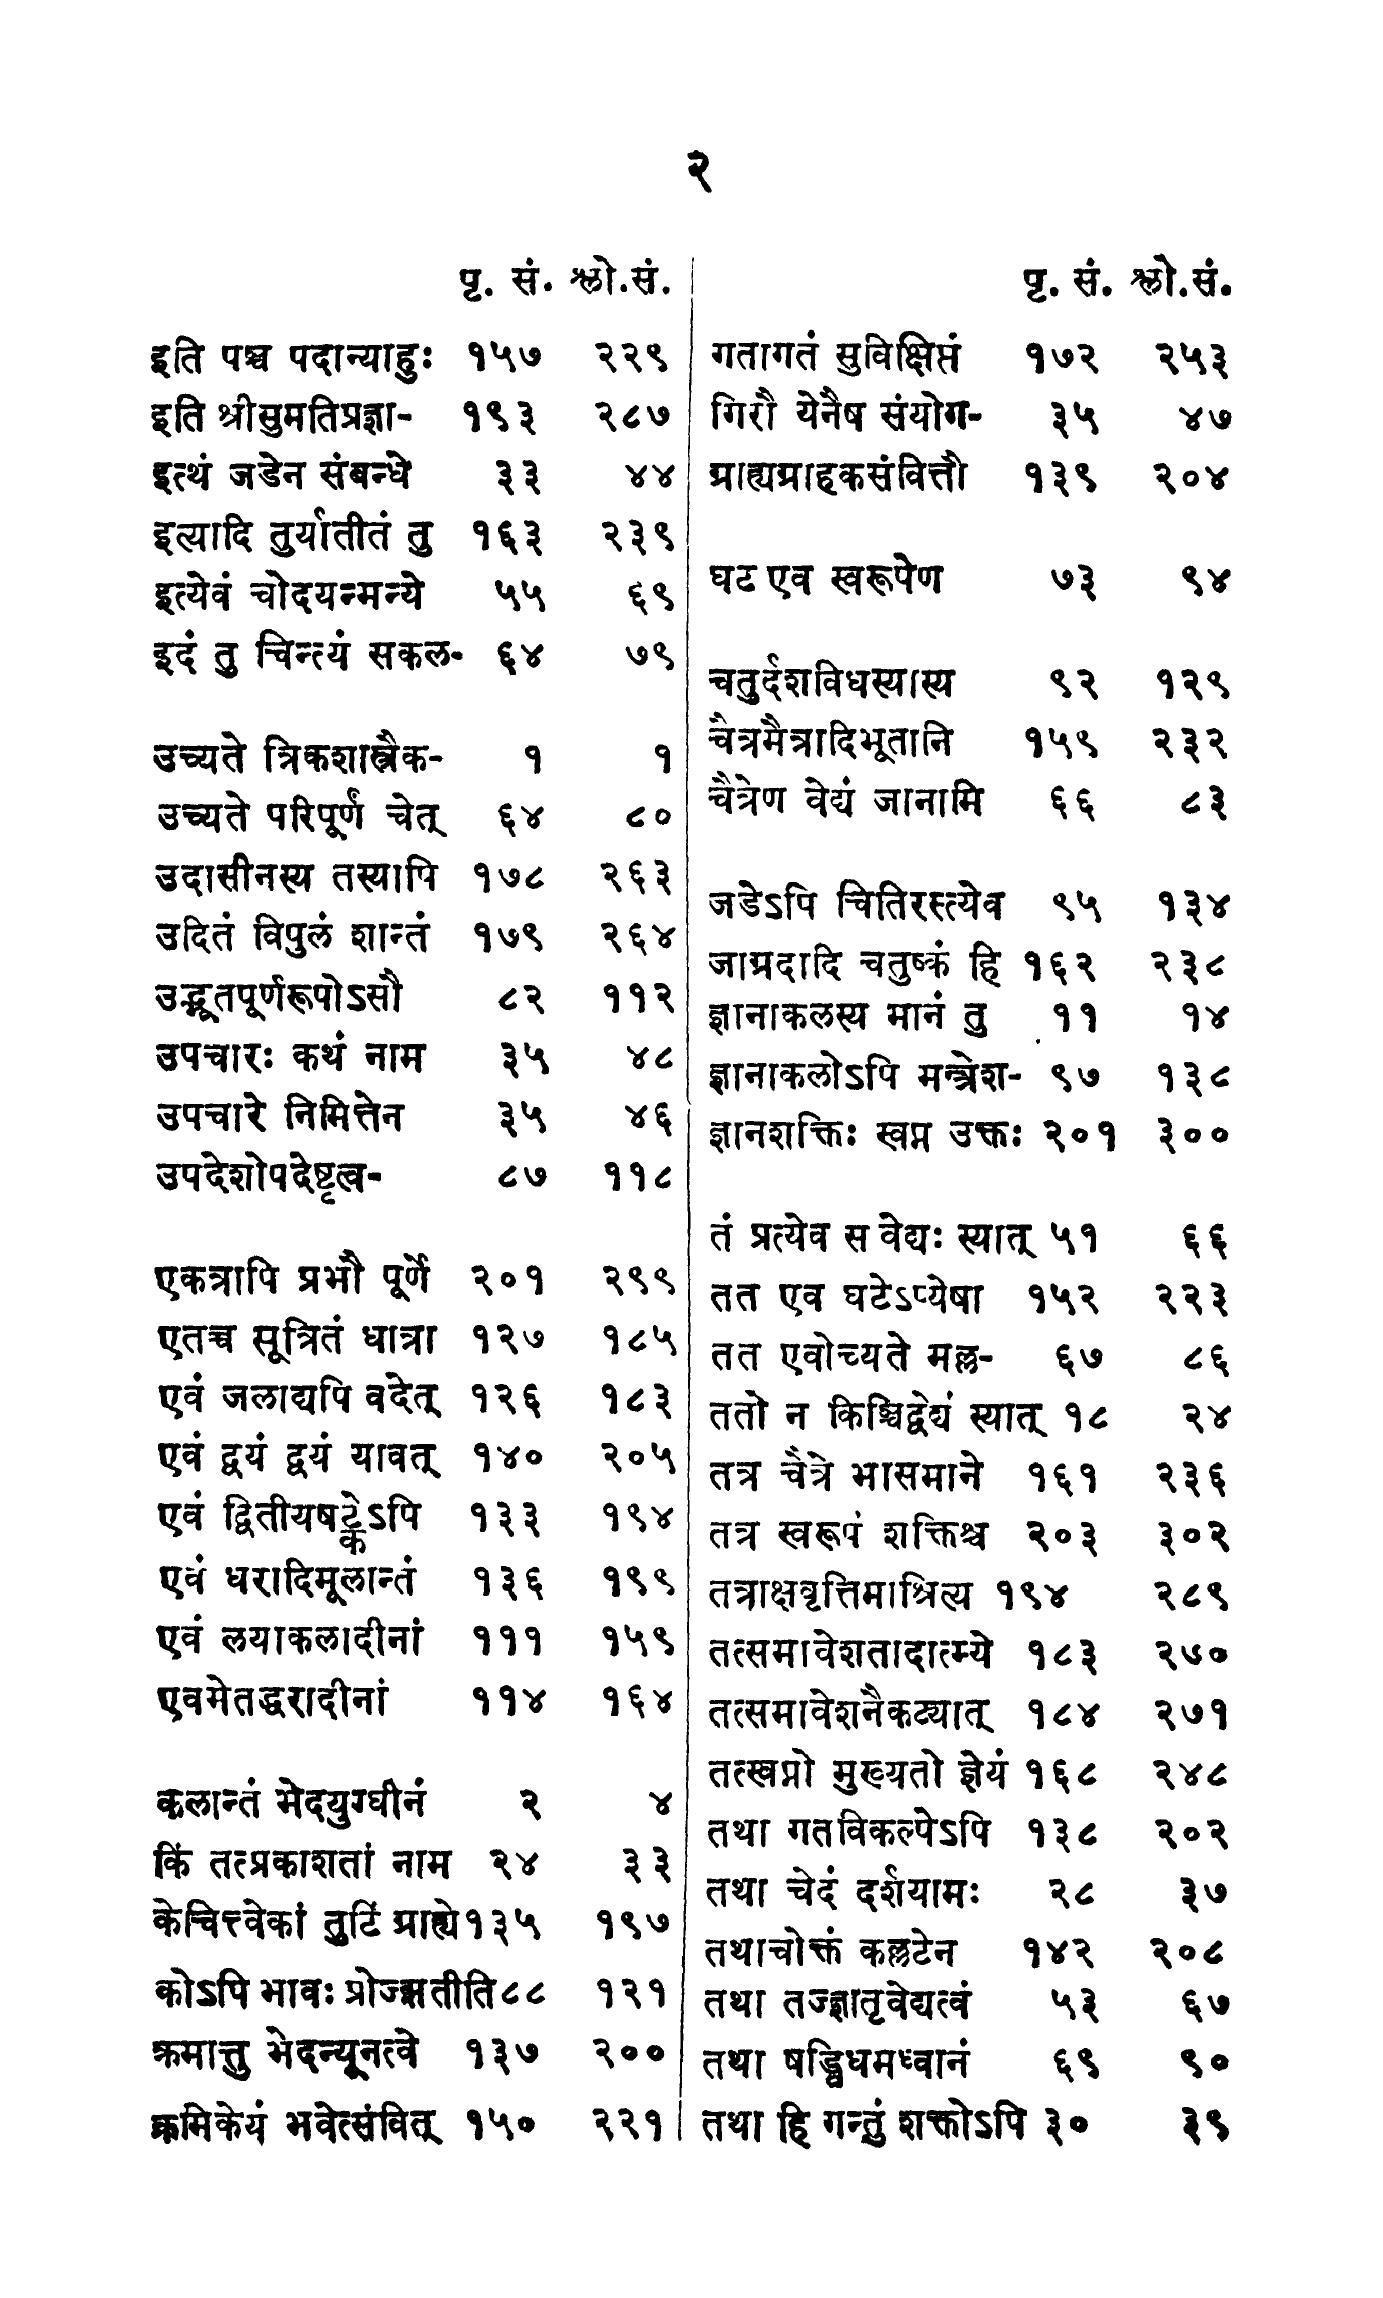 २
पृ. सं. श्लो.सं.
इति पञ्च पदान्याहुः १५७ २२९
इति श्रीसुमतिप्रज्ञा- १९३ २८७
इत्थं जडेन संबन्धे ३३ ४४
इत्यादि तुर्यातीतं तु १६३ २३९
इत्येवं चोदयन्मन्ये ५५ ६९
इदं तु चिन्त्यं सकल- ६४ ७९
उच्यते त्रिकशास्त्रैक- १ १
उच्यते परिपूर्णं चेत् ६४ ८०
उदासीनस्य तस्यापि १७८ २६३
उदितं विपुलं शान्तं १७९ २६४
उद्भूतपूर्णरूपोऽसौ ८२ ११२
उपचारः कथं नाम ३५ ४८
उपचारे निमित्तेन ३५ ४६
उपदेशोपदेष्टृत्व- ८७ ११८
एकत्रापि प्रभौ पूर्णे २०१ २९९
एतच्च सूत्रितं धात्रा १२७ १८५
एवं जलाद्यपि वदेत् १२६ १८३
एवं द्वयं द्वयं यावत् १४० २०५
एवं द्वितीयषट्केऽपि १३३ १९४
एवं धरादिमूलान्तं १३६ १९९
एवं लयाकलादीनां १११ १५९
एवमेतद्धरादीनां ११४ १६४
कलान्तं भेदयुग्घीनं २ ४
किं तत्प्रकाशतां नाम २४ ३३
केचित्त्वेकां तुटिं ग्राह्ये १३५ १९७
कोऽपि भावः प्रोज्झतीति ८८ १२१
क्रमात्तु भेदन्यूनत्वे १३७ २००
क्रमिकेयं भवेत्संवित् १५० २२१
पृ. सं. श्लो.सं.
गतागतं सुविक्षिप्तं १७२ २५३
गिरौ येनैष संयोग- ३५ ४७
ग्राह्यग्राहकसंवित्तौ १३९ २०४
घट एव स्वरूपेण ७३ ९४
चतुर्दशविधस्यास्य ९२ १२९
चैत्रमैत्रादिभूतानि १५९ २३२
चैत्रेण वेद्यं जानामि ६६ ८३
जडेऽपि चितिरस्त्येव ९५ १३४
जाग्रदादि चतुष्कं हि १६२ २३८
ज्ञानाकलस्य मानं तु ११ १४
ज्ञानाकलोऽपि मन्त्रेश- ९७ १३८
ज्ञानशक्तिः स्वप्न उक्तः २०१ ३००
तं प्रत्येव स वेद्यः स्यात् ५१ ६६
तत एव घटेऽप्येषा १५२ २२३
तत एवोच्यते मल्ल- ६७ ८६
ततो न किञ्चिद्वेद्यं स्यात् १८ २४
तत्र चैत्रे भासमाने १६१ २३६
तत्र स्वरूपं शक्तिश्च २०३ ३०२
तत्राक्षवृत्तिमाश्रित्य १९४ २८९
तत्समावेशतादात्म्ये १८३ २७०
तत्समावेशनैकट्यात् १८४ २७१
तत्स्वप्नो मुख्यतो ज्ञेयं १६८ २४८
तथा गतविकल्पेऽपि १३८ २०२
तथा चेदं दर्शयामः २८ ३७
तथाचोक्तं कल्लटेन १४२ २०८
तथा तज्ज्ञातृवेद्यत्वं ५३ ६७
तथा षड्विधमध्वानं ६९ ९०
तथा हि गन्तुं शक्तोऽपि ३० ३९